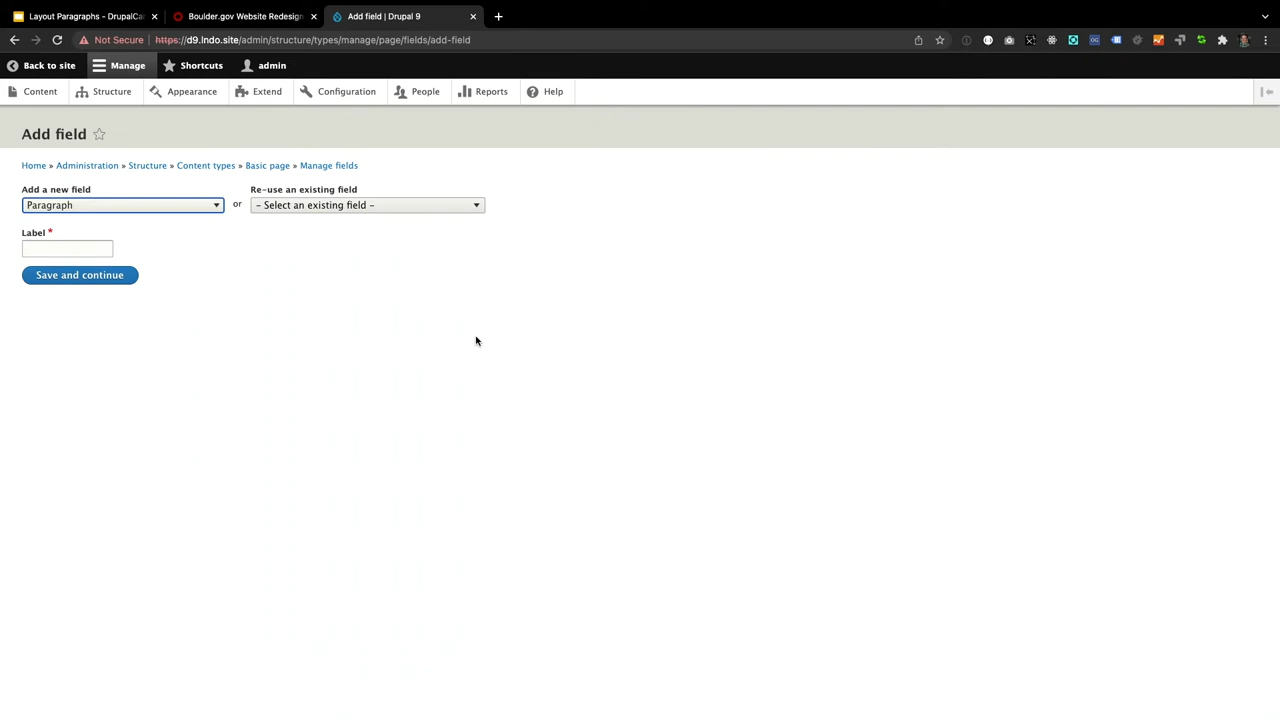 Layout Paragraphs - DrupalCa
Boulder.gov Website Redesign
Add field | Drupal 9
Not Secure https://d9.lndo.site/admin/structure/types/manage/page/fields/add-field
Back to site Manage Shortcuts admin
Content Structure Appearance Extend Configuration People Reports Help
Add field
Home » Administration » Structure » Content types » Basic page » Manage fields
Add a new field Re-use an existing field
Paragraph or - Select an existing field -
Label *
Save and continue